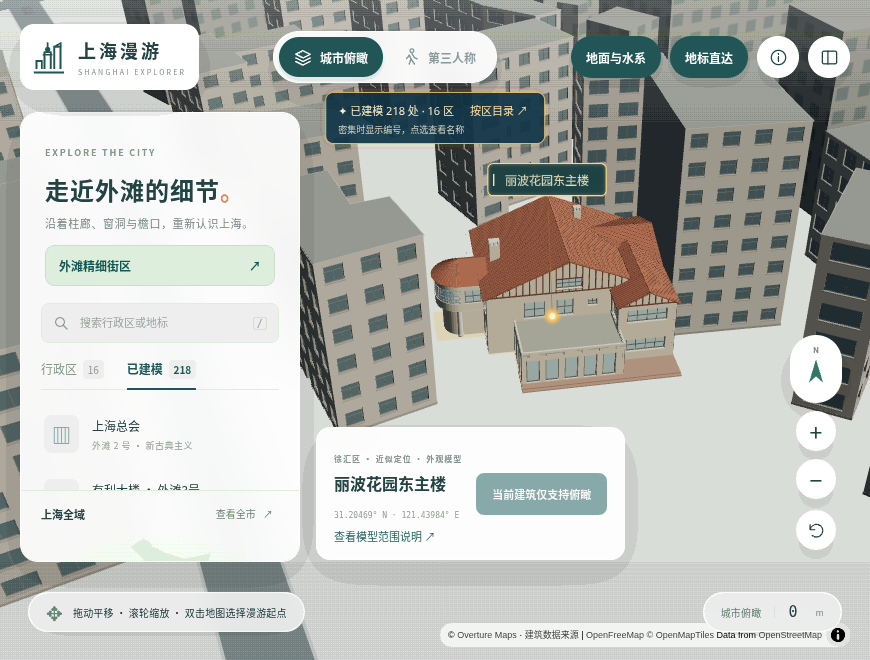 上海漫游
SHANGHAI EXPLORER
城市俯瞰
第三人称
地面与水系
地标直达
✦ 已建模 218 处 · 16 区 按区目录 ↗
密集时显示编号，点选查看名称
丽波花园东主楼
EXPLORE THE CITY
走近外滩的细节。
沿着柱廊、窗洞与檐口，重新认识上海。
外滩精细街区 ↗
搜索行政区或地标 /
行政区 16 已建模 218
上海总会
外滩 2 号 · 新古典主义
有利大楼 · 外滩3号
上海全域 查看全市 ↗
N
徐汇区 · 近似定位 · 外观模型
丽波花园东主楼
当前建筑仅支持俯瞰
31.20469° N · 121.43984° E
查看模型范围说明 ↗
拖动平移 · 滚轮缩放 · 双击地图选择漫游起点
城市俯瞰 0 m
© Overture Maps · 建筑数据来源 | OpenFreeMap © OpenMapTiles Data from OpenStreetMap